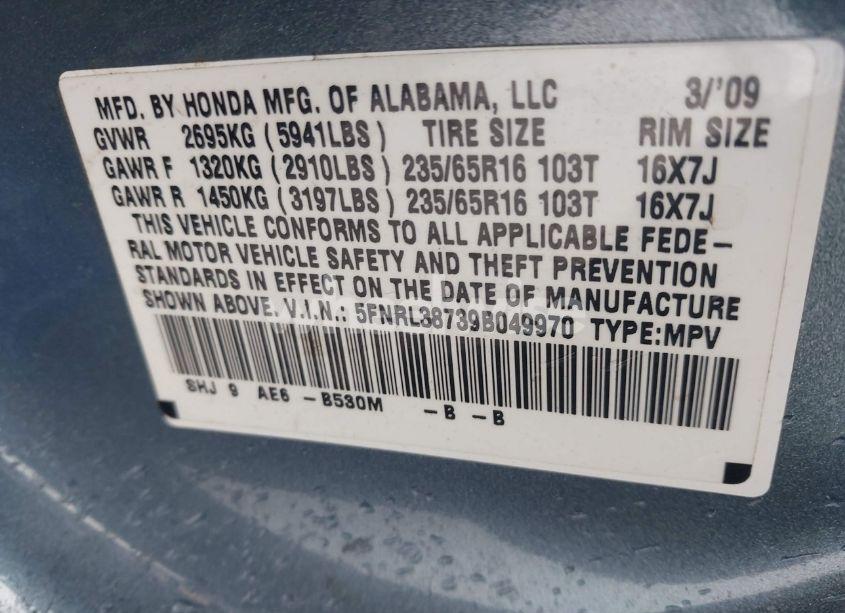 MFD. BY HONDA MFG. OF ALABAMA, LLC 3/'09
GVWR 2695KG (5941LBS) TIRE SIZE RIM SIZE
GAWR F 1320KG (2910LBS) 235/65R16 103T 16X7J
GAWR R 1450KG (3197LBS) 235/65R16 103T 16X7J
THIS VEHICLE CONFORMS TO ALL APPLICABLE FEDE-
RAL MOTOR VEHICLE SAFETY AND THEFT PREVENTION
STANDARDS IN EFFECT ON THE DATE OF MANUFACTURE
SHOWN ABOVE. V.I.N.: 5FNRL38739B049970 TYPE:MPV
SHJ 9 AE6 -B530M -B -B